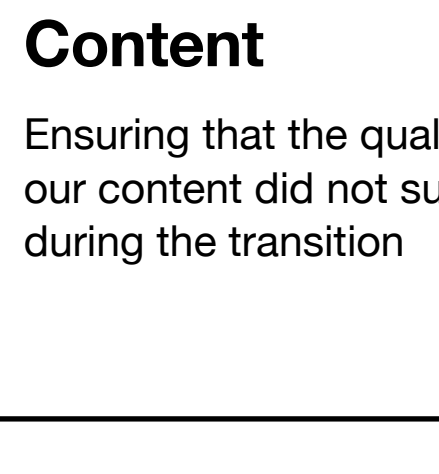 Content
Ensuring that the
our content did not
during the transition